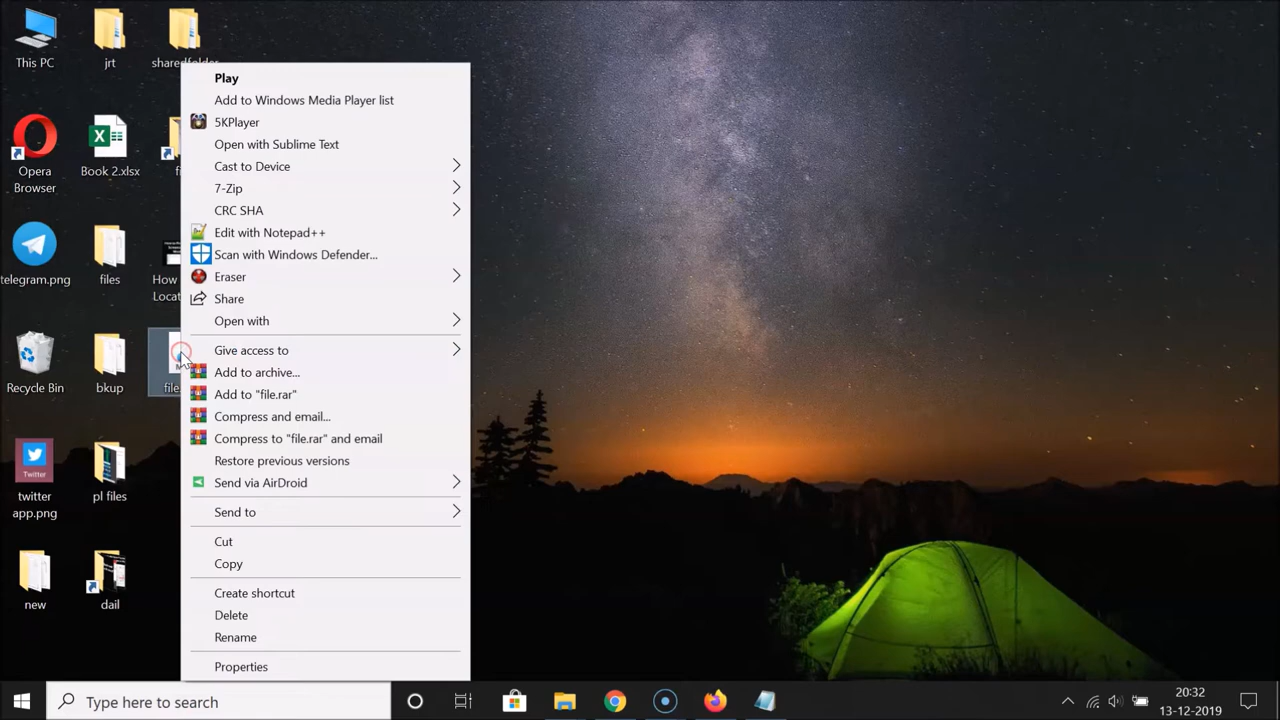 This PC
jrt
sharedfolder
Opera
Browser
Book 2.xlsx
fi
telegram.png
files
How
Locat
Recycle Bin
bkup
file
Twitter
twitter
app.png
pl files
new
dail
Play
Add to Windows Media Player list
5KPlayer
Open with Sublime Text
Cast to Device
7-Zip
CRC SHA
Edit with Notepad++
Scan with Windows Defender...
Eraser
Share
Open with
Give access to
Add to archive...
Add to "file.rar"
Compress and email...
Compress to "file.rar" and email
Restore previous versions
Send via AirDroid
Send to
Cut
Copy
Create shortcut
Delete
Rename
Properties
Type here to search
20:32
13-12-2019